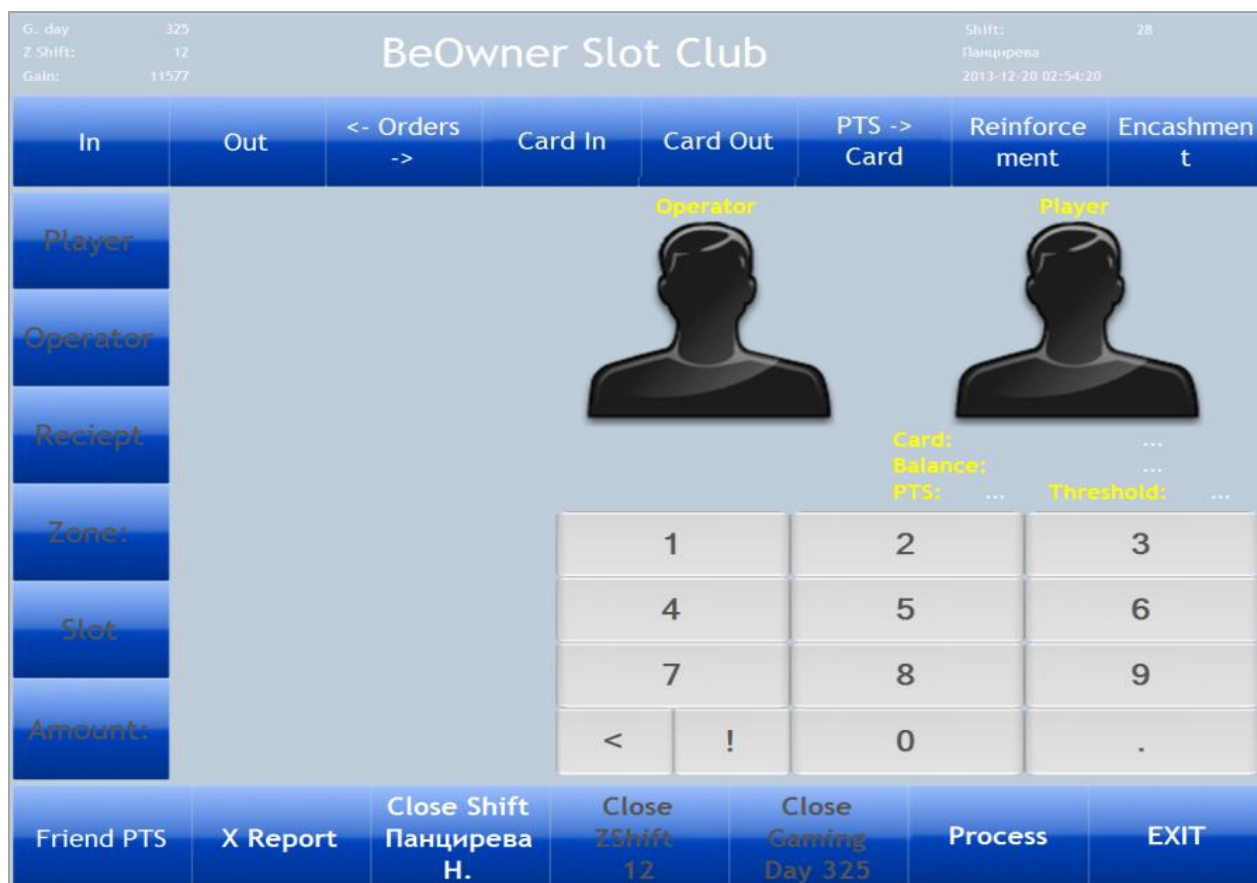 G. day 325
Z Shift: 12
Gain: 11577
BeOwner Slot Club
Shift: 28
Панцирева
2013-12-20 02:54:20
In
Out
<- Orders
->
Card In
Card Out
PTS ->
Card
Reinforce
ment
Encashmen
t
Player
Operator
Reciept
Zone:
Slot
Amount:
Operator
Player
Card: ...
Balance: ...
PTS: ... Threshold: ...
1 2 3
4 5 6
7 8 9
< ! 0 .
Friend PTS
X Report
Close Shift
Панцирева
Н.
Close
ZShift
12
Close
Gaming
Day 325
Process
EXIT